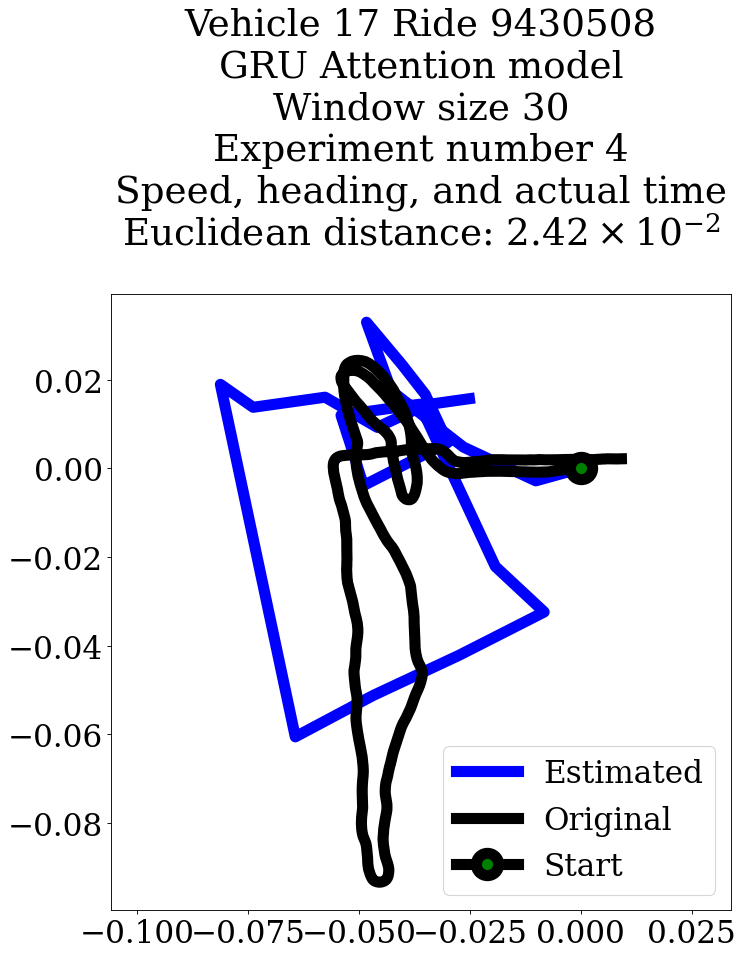 Vehicle 17 Ride 9430508
GRU Attention model
Window size 30
Experiment number 4
Speed, heading, and actual time
Euclidean distance: 2.42 × 10⁻²
0.02
0.00
−0.02
−0.04
−0.06
−0.08
Estimated
Original
Start
−0.100 −0.075 −0.050 −0.025 0.000 0.025